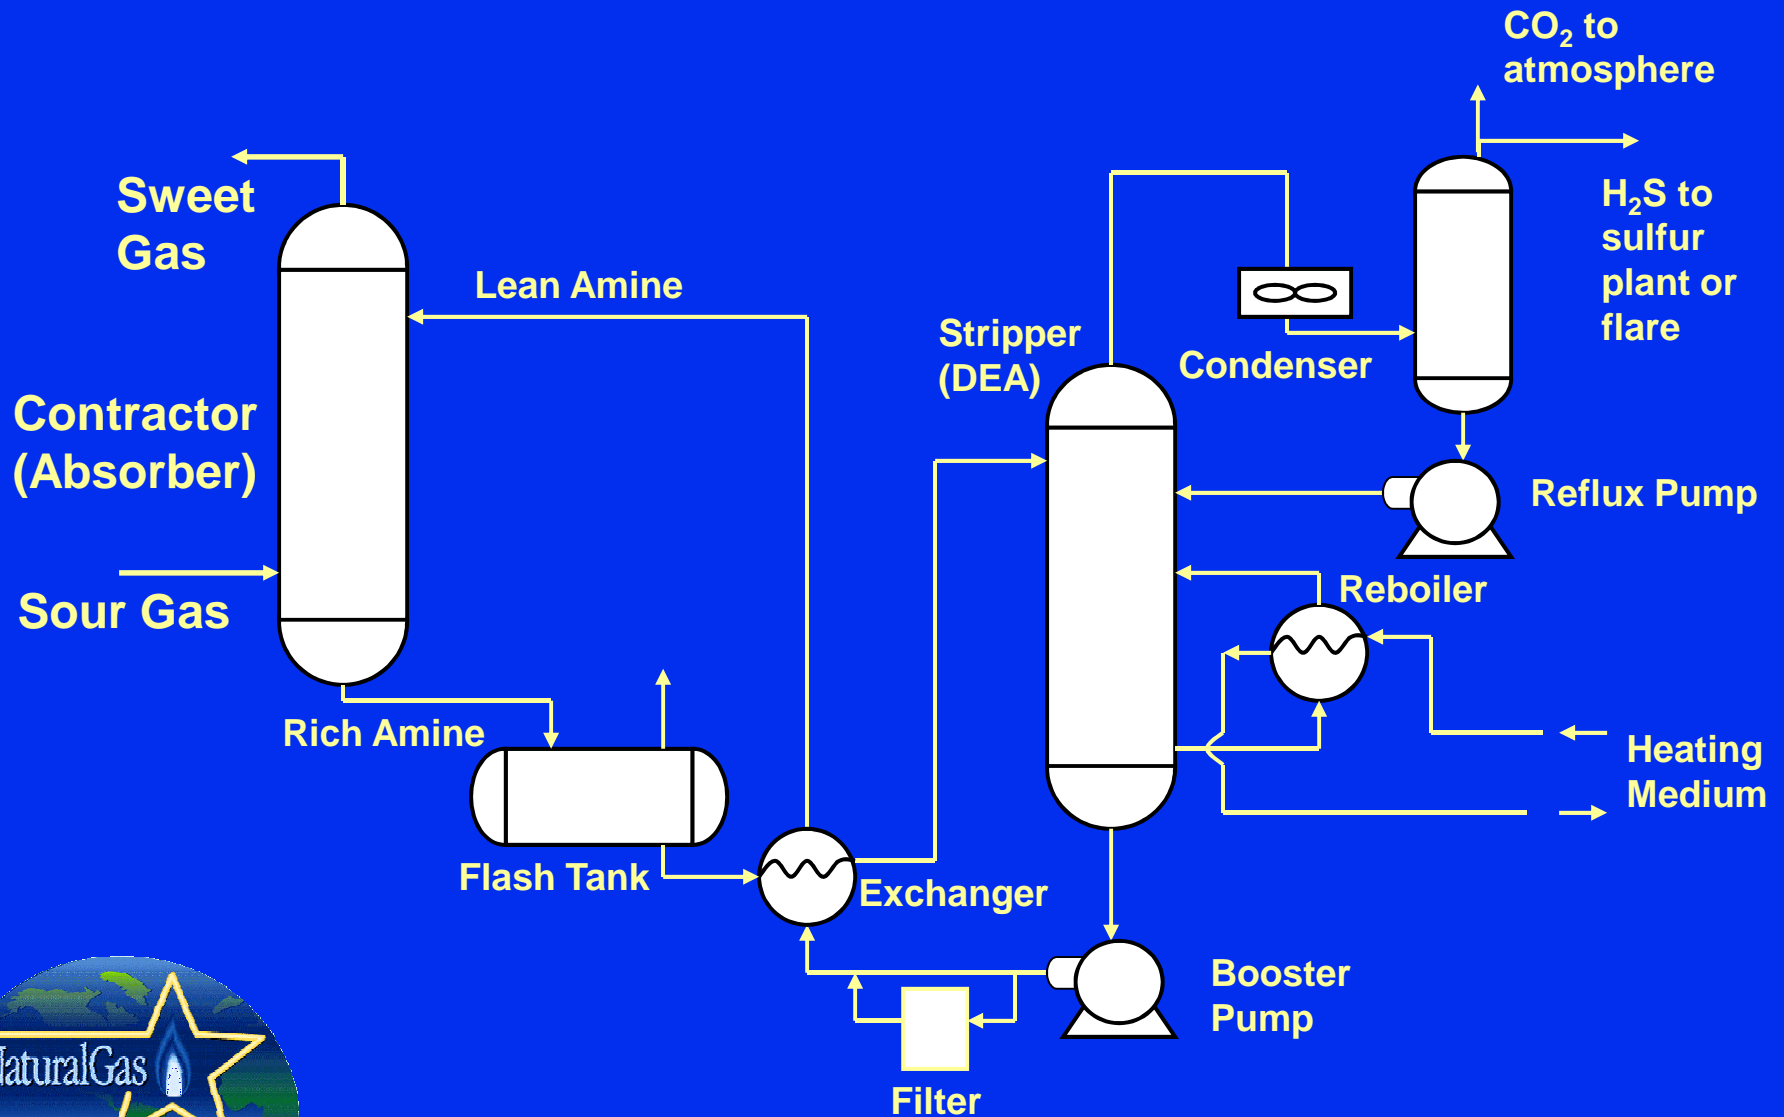 CO₂ to
atmosphere
Sweet
Gas
H₂S to
sulfur
plant or
flare
Lean Amine
Stripper
(DEA)
Condenser
Contractor
(Absorber)
Reflux Pump
Reboiler
Sour Gas
Rich Amine
Heating
Medium
Flash Tank
Exchanger
Booster
Pump
Filter
NaturalGas